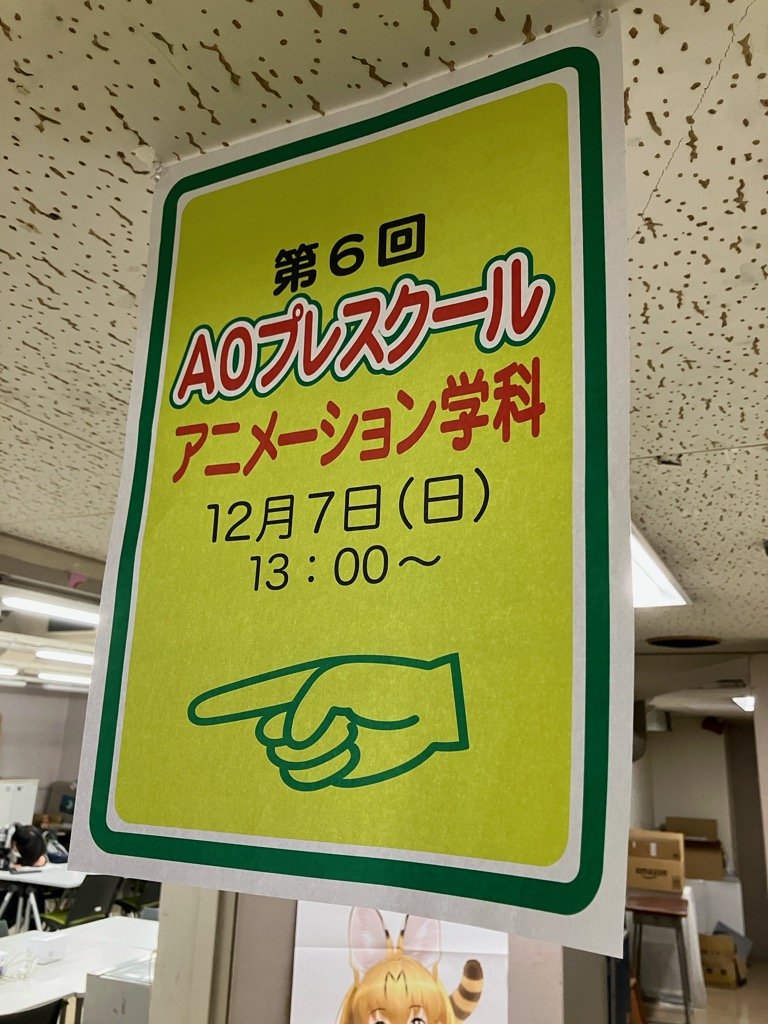 第6回
AOプレスクール
アニメーション学科
12月7日(日)
13:00～
amazon